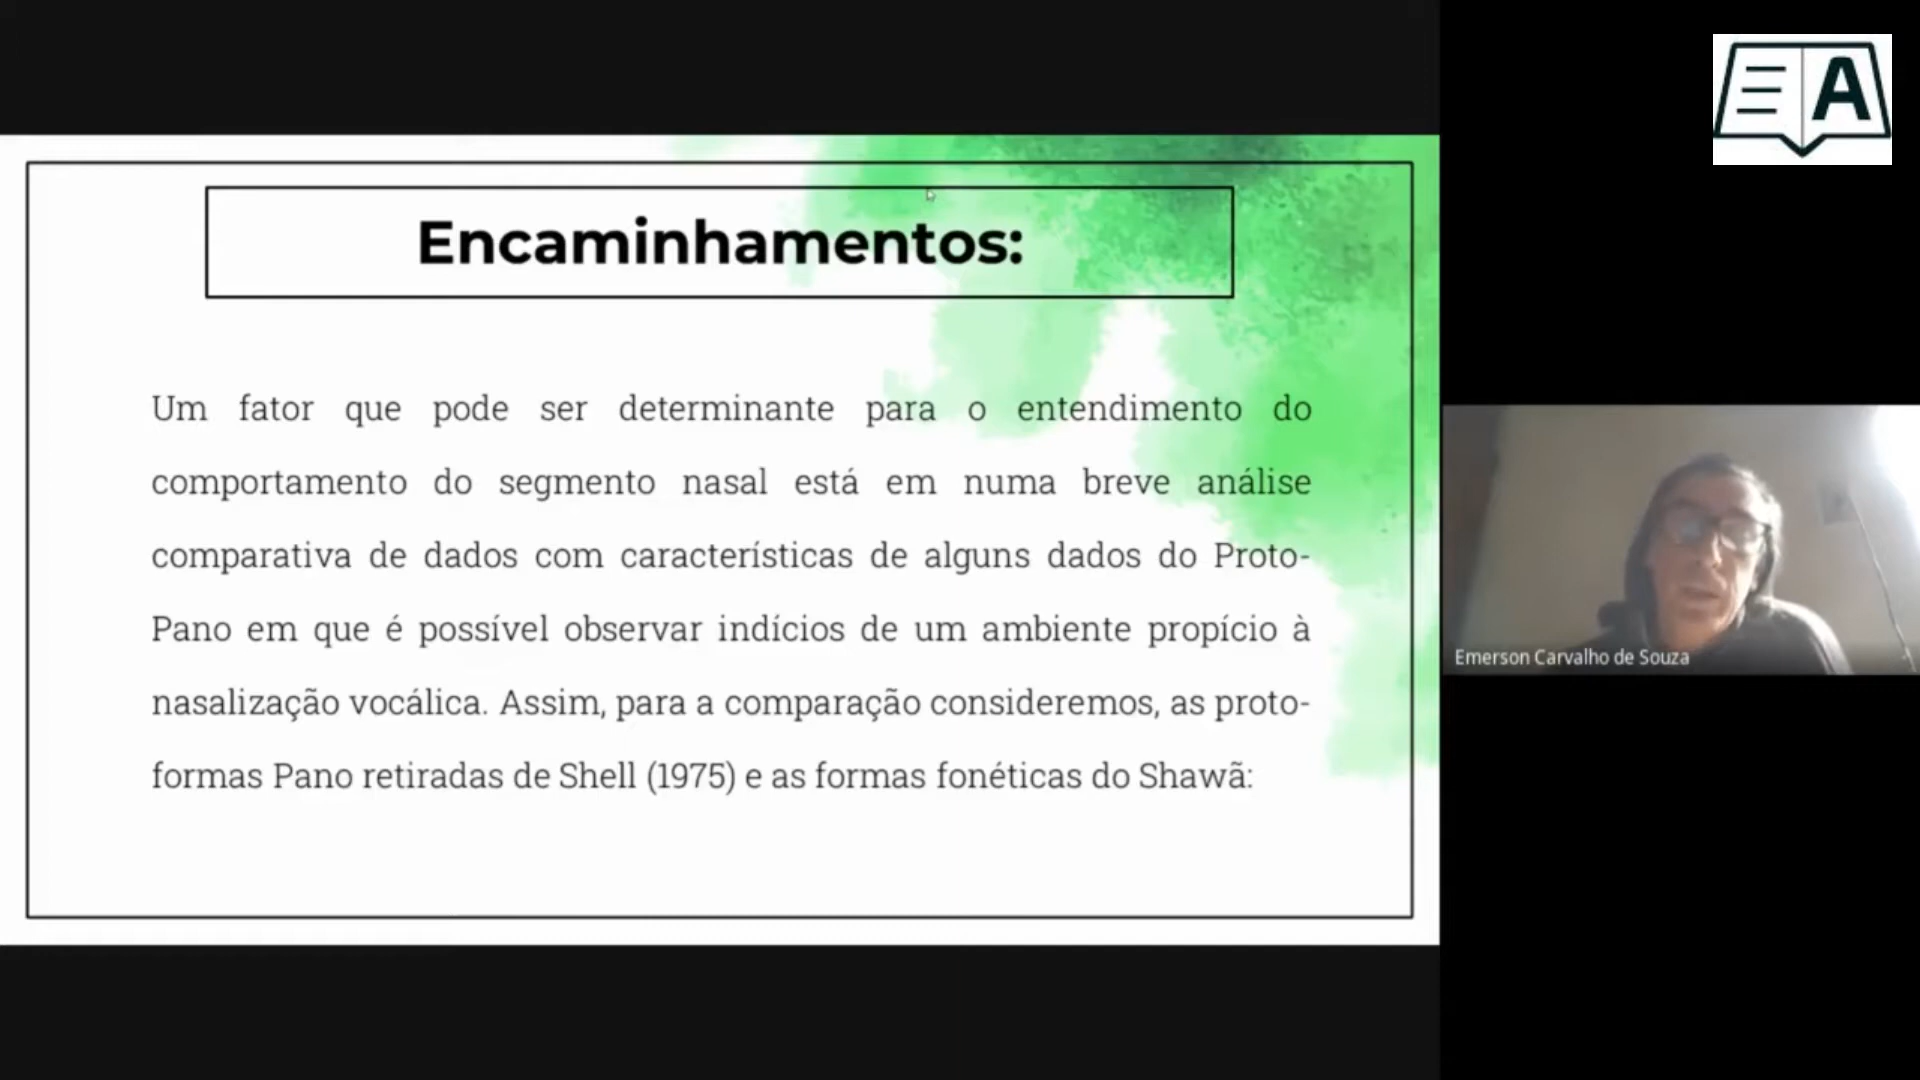 Encaminhamentos:
Um fator que pode ser determinante para o entendimento do
comportamento do segmento nasal está em numa breve análise
comparativa de dados com características de alguns dados do Proto-
Pano em que é possível observar indícios de um ambiente propício à
nasalização vocálica. Assim, para a comparação consideremos, as proto-
formas Pano retiradas de Shell (1975) e as formas fonéticas do Shawã:
A
Emerson Carvalho de Souza